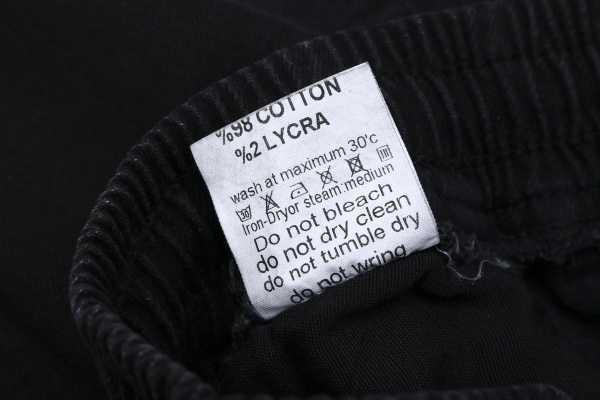 %98 COTTON
%2 LYCRA
wash at maximum 30°c
30
Iron-Dryor steam:medium
Do not bleach
do not dry clean
do not tumble dry
do not wring